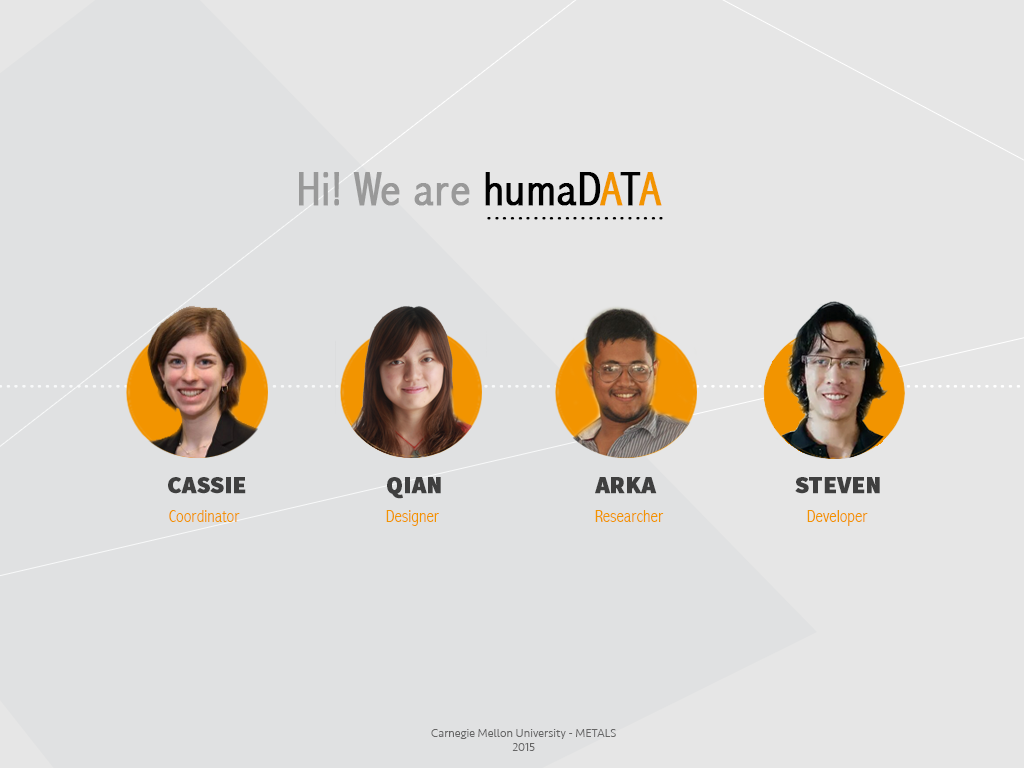 Hi! We are humaDATA
CASSIE QIAN ARKA STEVEN
Coordinator Designer Researcher Developer
Carnegie Mellon University - METALS
2015